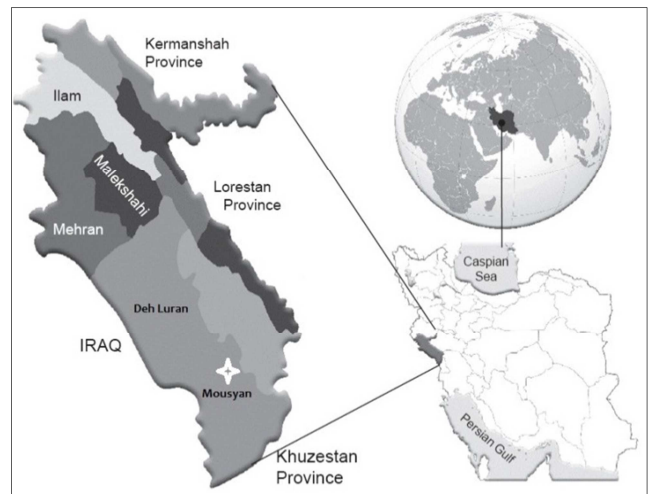 Kermanshah
Province
Ilam
Malekshahi
Lorestan
Province
Mehran
Caspian
Sea
Deh Luran
IRAQ
Mousyan
Persian Gulf
Khuzestan
Province